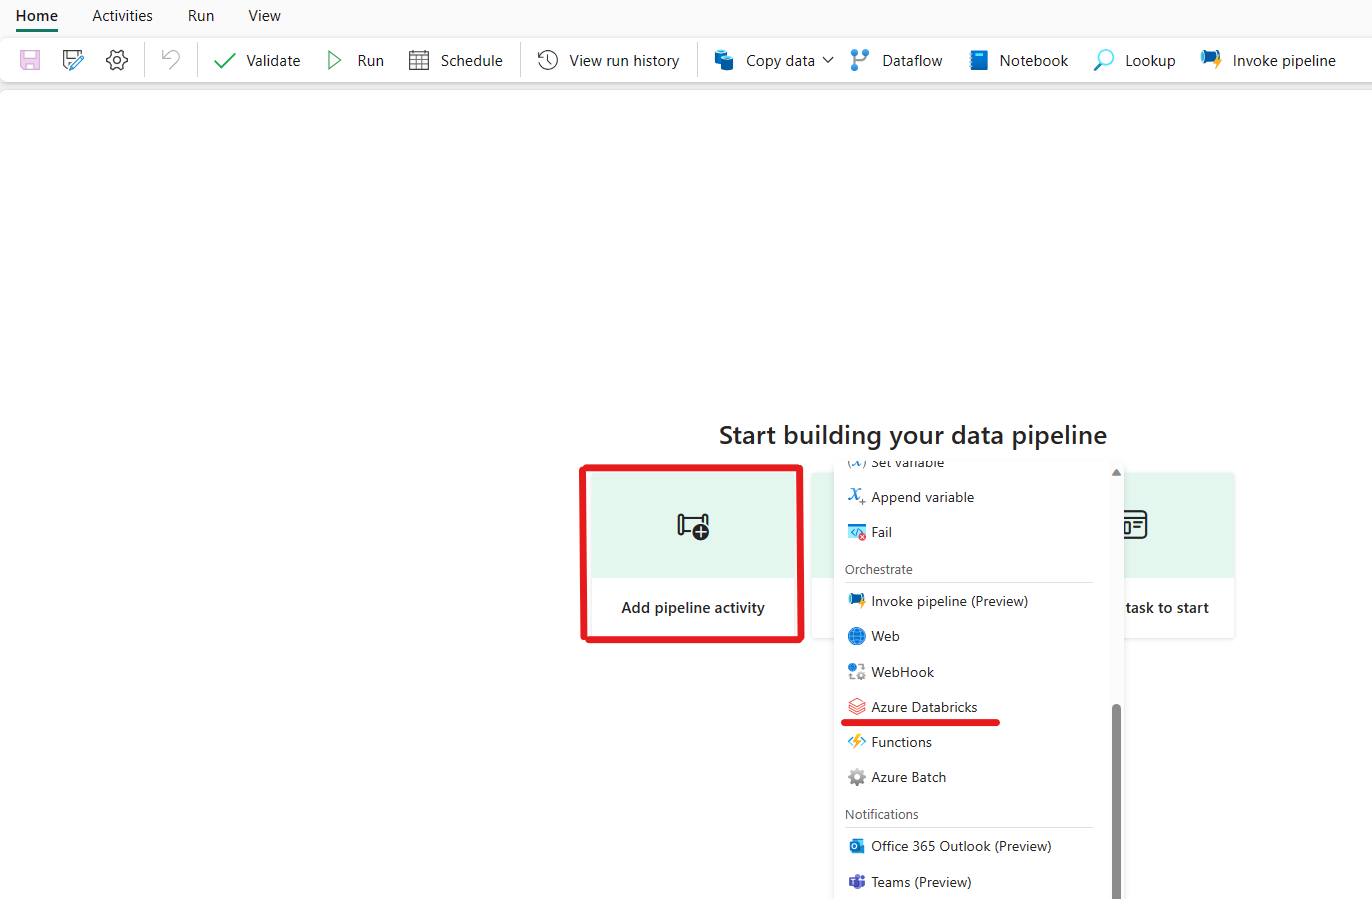 Home Activities Run View
Validate Run Schedule View run history Copy data Dataflow Notebook Lookup Invoke pipeline
Start building your data pipeline
Set variable
Append variable
Fail
Orchestrate
Invoke pipeline (Preview)
Add pipeline activity
task to start
Web
WebHook
Azure Databricks
Functions
Azure Batch
Notifications
Office 365 Outlook (Preview)
Teams (Preview)